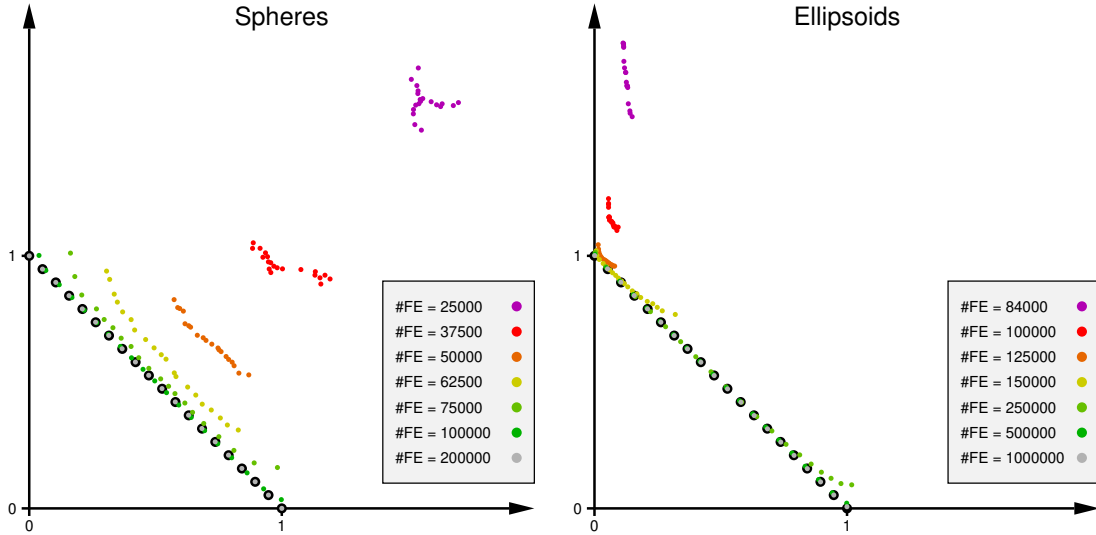 Spheres
1
0
0
1
#FE = 25000
#FE = 37500
#FE = 50000
#FE = 62500
#FE = 75000
#FE = 100000
#FE = 200000
Ellipsoids
1
0
0
1
#FE = 84000
#FE = 100000
#FE = 125000
#FE = 150000
#FE = 250000
#FE = 500000
#FE = 1000000